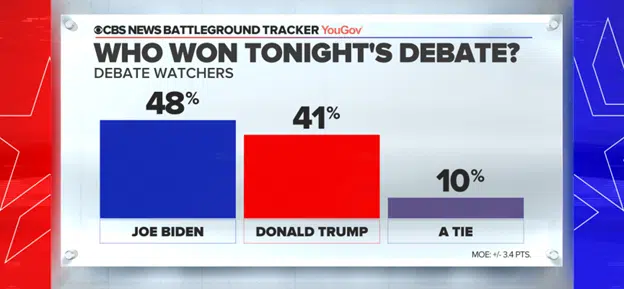 CBS NEWS BATTLEGROUND TRACKER YouGov
WHO WON TONIGHT'S DEBATE?
DEBATE WATCHERS
48% 41% 10%
JOE BIDEN DONALD TRUMP A TIE
MOE: +/- 3.4 PTS.